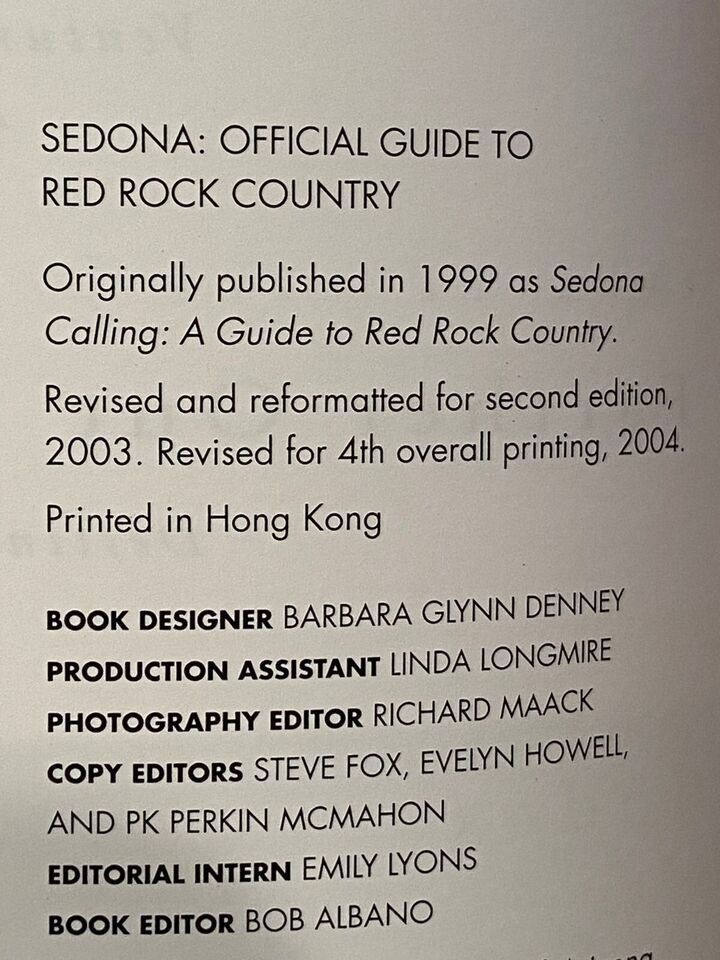 SEDONA: OFFICIAL GUIDE TO
RED ROCK COUNTRY
Originally published in 1999 as Sedona
Calling: A Guide to Red Rock Country.
Revised and reformatted for second edition,
2003. Revised for 4th overall printing, 2004.
Printed in Hong Kong
BOOK DESIGNER BARBARA GLYNN DENNEY
PRODUCTION ASSISTANT LINDA LONGMIRE
PHOTOGRAPHY EDITOR RICHARD MAACK
COPY EDITORS STEVE FOX, EVELYN HOWELL,
AND PK PERKIN MCMAHON
EDITORIAL INTERN EMILY LYONS
BOOK EDITOR BOB ALBANO